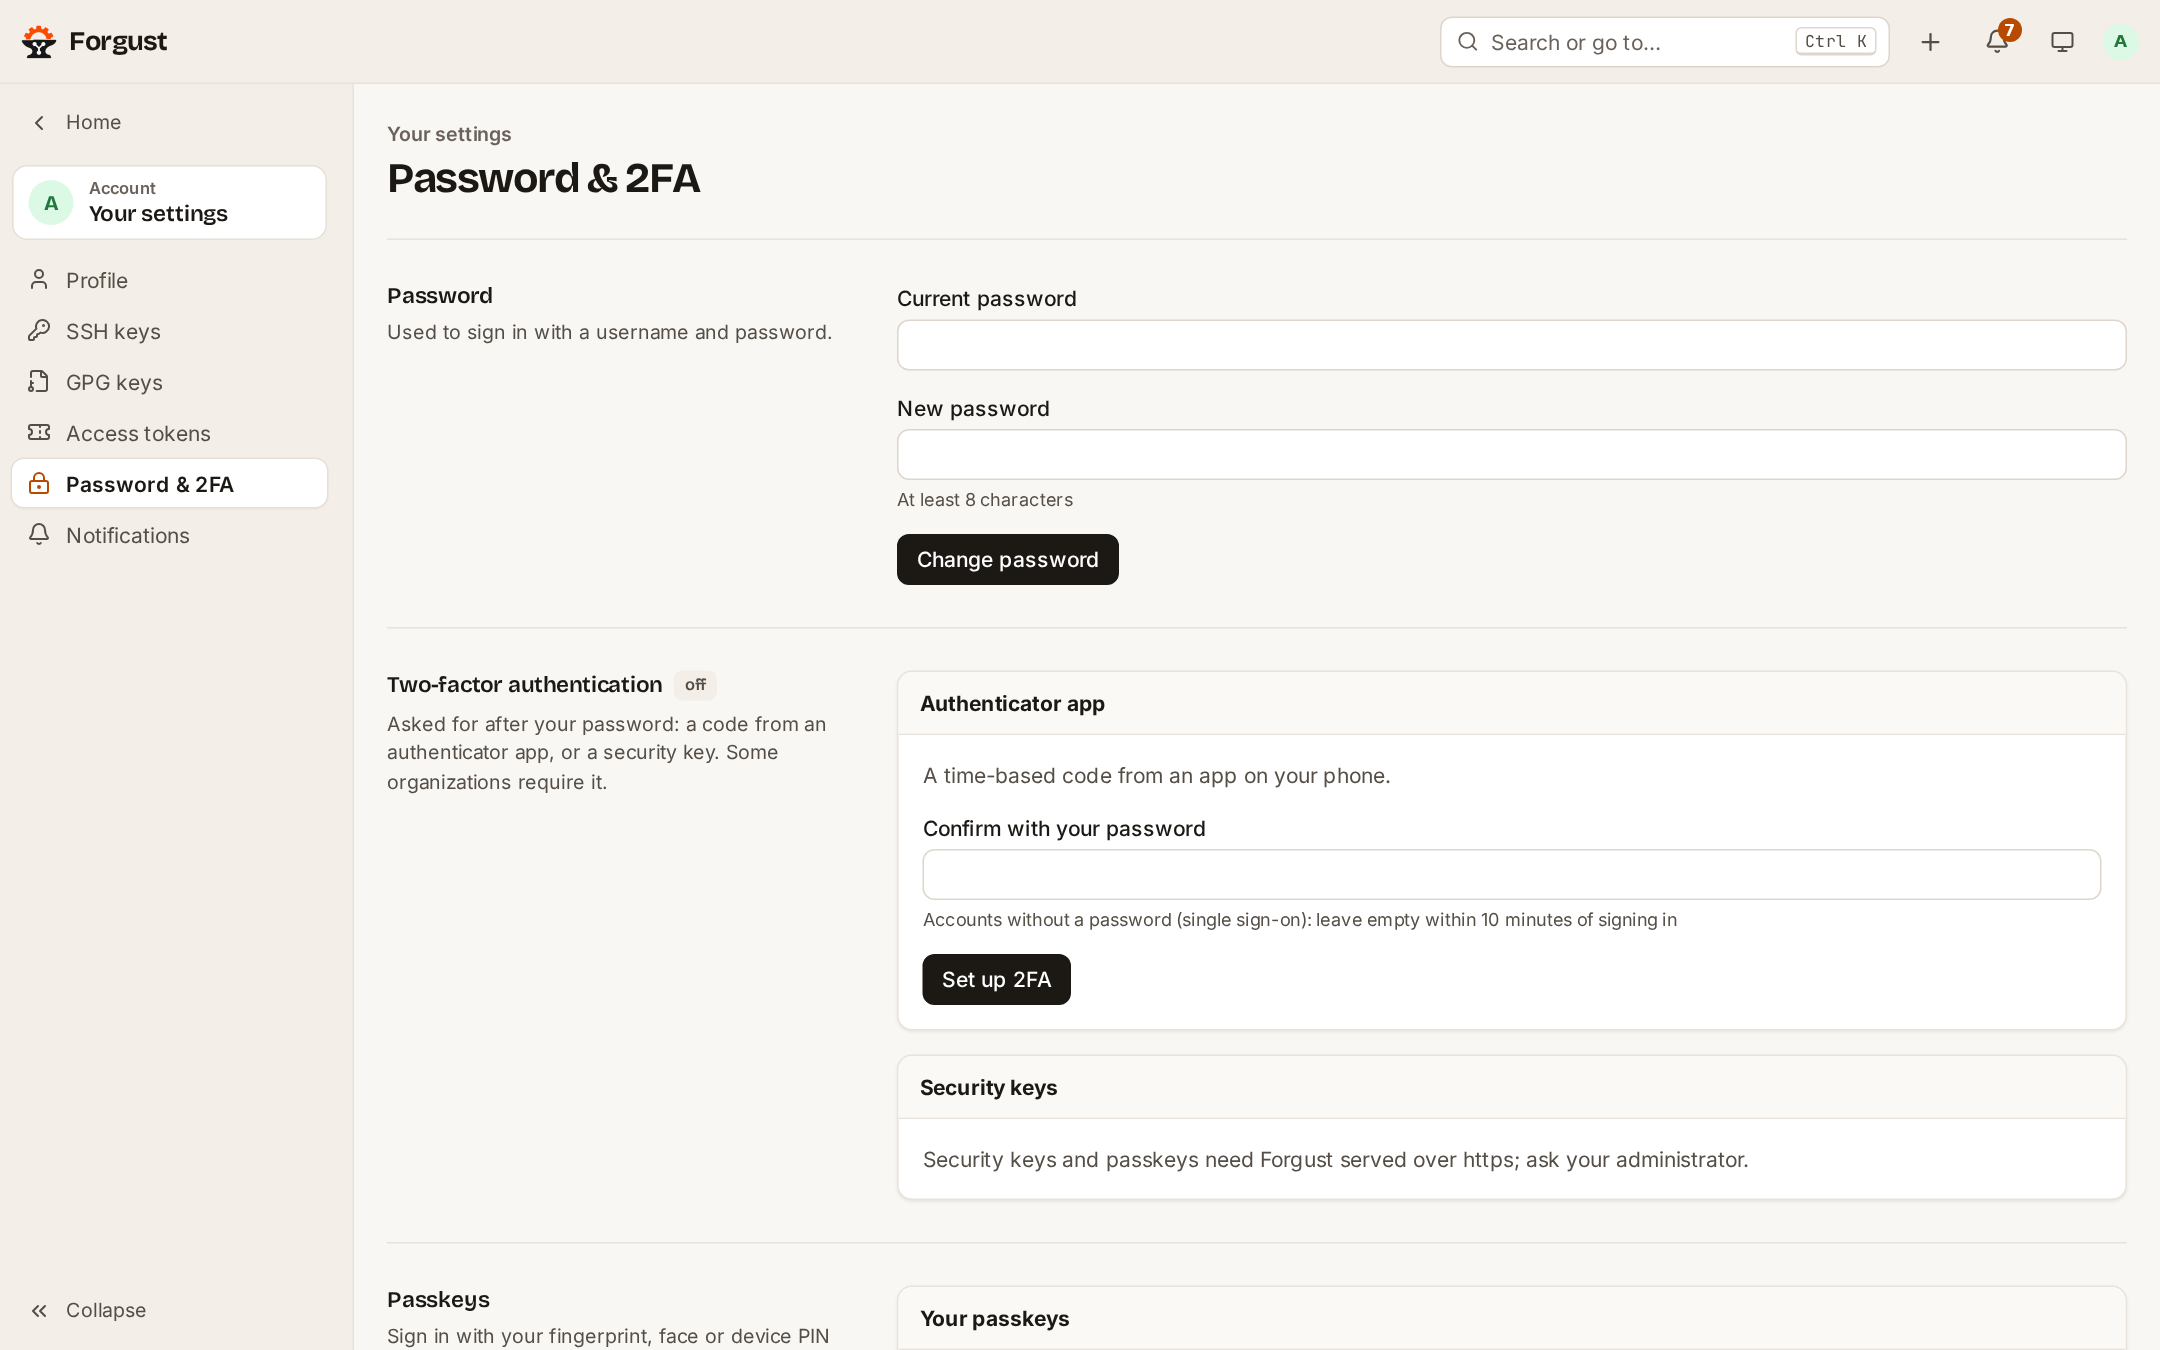 Forgust
Search or go to...
Ctrl K
7
A
Home
A
Account
Your settings
Profile
SSH keys
GPG keys
Access tokens
Password & 2FA
Notifications
Collapse
Your settings
Password & 2FA
Password
Used to sign in with a username and password.
Current password
New password
At least 8 characters
Change password
Two-factor authentication off
Asked for after your password: a code from an
authenticator app, or a security key. Some
organizations require it.
Authenticator app
A time-based code from an app on your phone.
Confirm with your password
Accounts without a password (single sign-on): leave empty within 10 minutes of signing in
Set up 2FA
Security keys
Security keys and passkeys need Forgust served over https; ask your administrator.
Passkeys
Sign in with your fingerprint, face or device PIN
Your passkeys